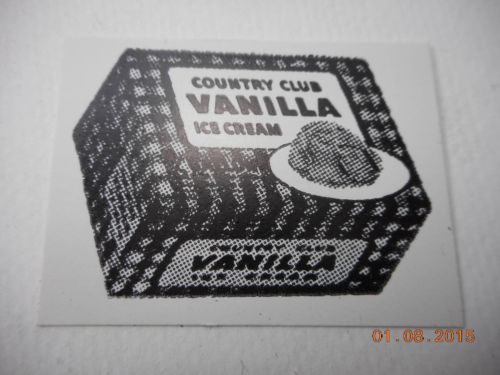 COUNTRY CLUB
VANILLA
ICE CREAM
VANILLA
01.08.2015